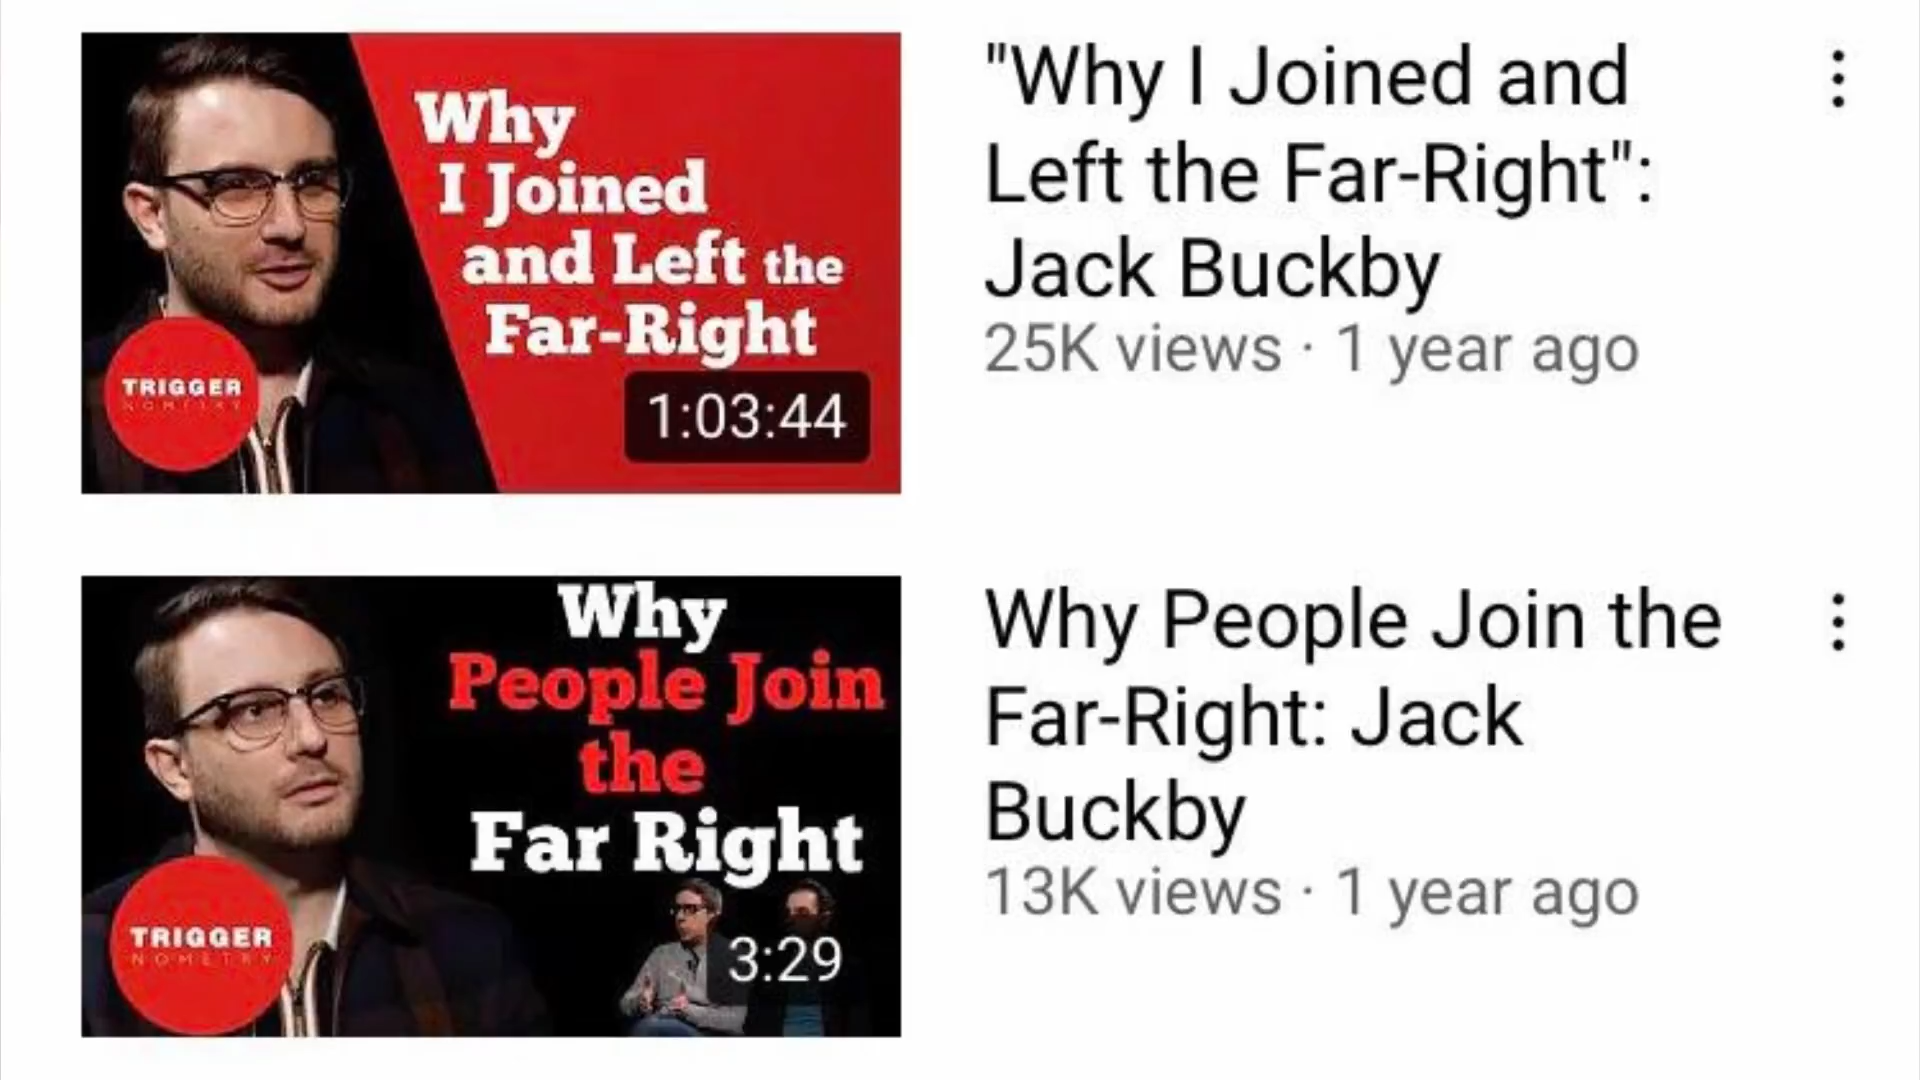 Why
I Joined
and Left the
Far-Right
TRIGGER
NOMETRY
1:03:44
"Why I Joined and
Left the Far-Right":
Jack Buckby
25K views · 1 year ago
Why
People Join
the
Far Right
TRIGGER
NOMETRY
3:29
Why People Join the
Far-Right: Jack
Buckby
13K views · 1 year ago